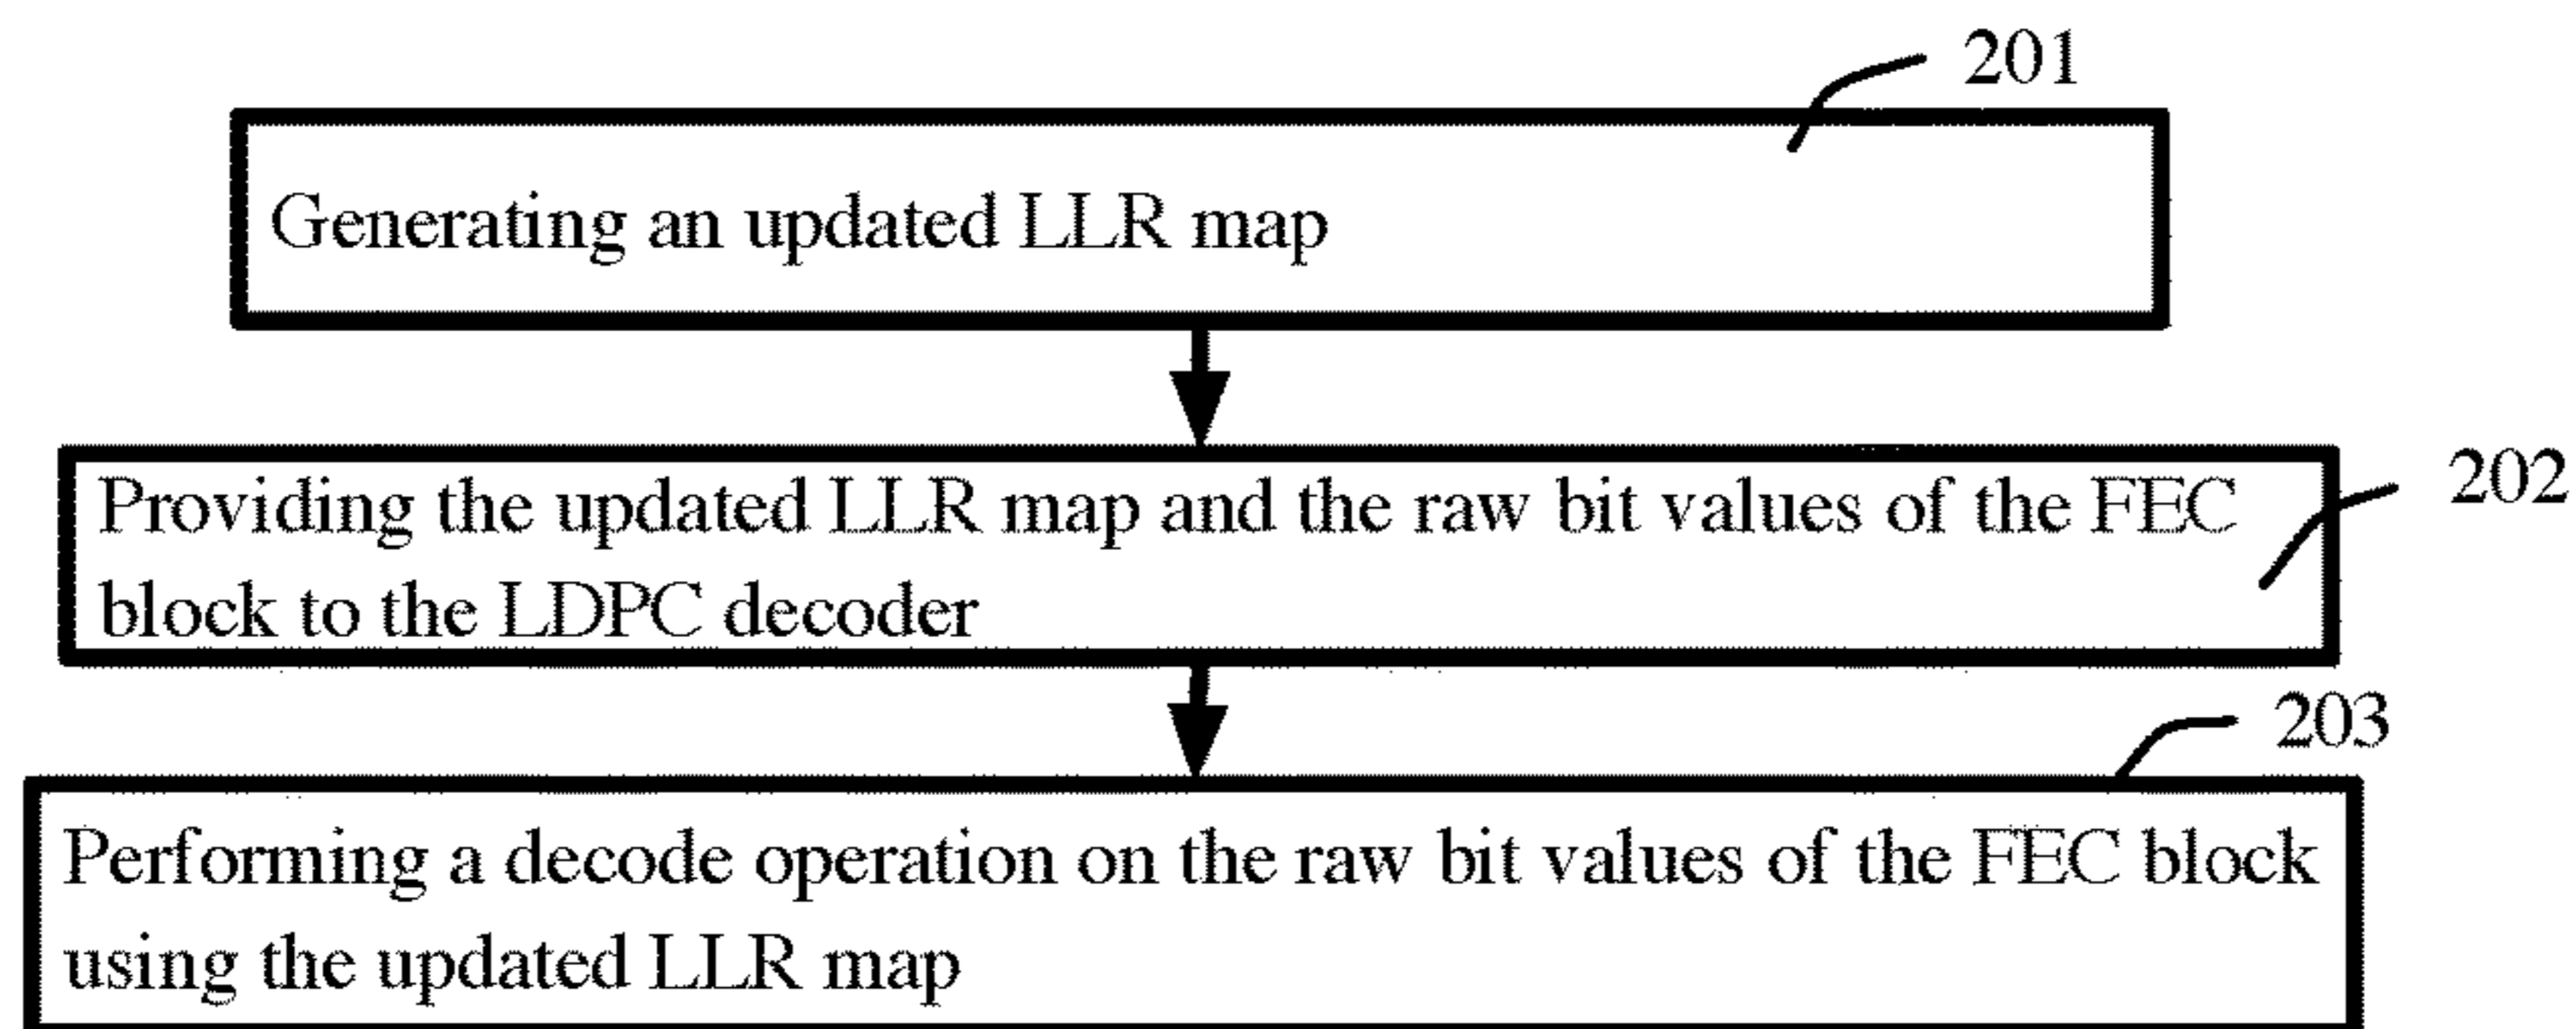 201
Generating an updated LLR map
Providing the updated LLR map and the raw bit values of the FEC
202
block to the LDPC decoder
203
Performing a decode operation on the raw bit values of the FEC block
using the updated LLR map